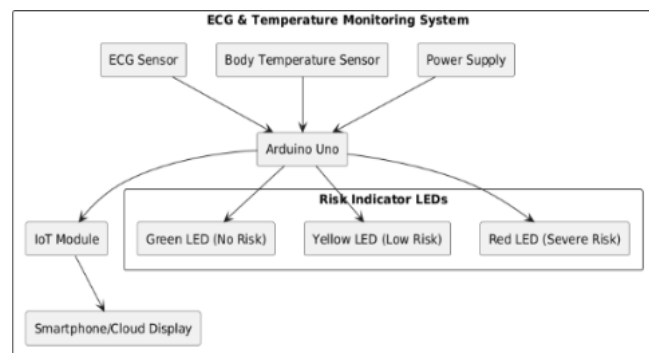 ECG & Temperature Monitoring System
ECG Sensor
Body Temperature Sensor
Power Supply
Arduino Uno
Risk Indicator LEDs
IoT Module
Green LED (No Risk)
Yellow LED (Low Risk)
Red LED (Severe Risk)
Smartphone/Cloud Display